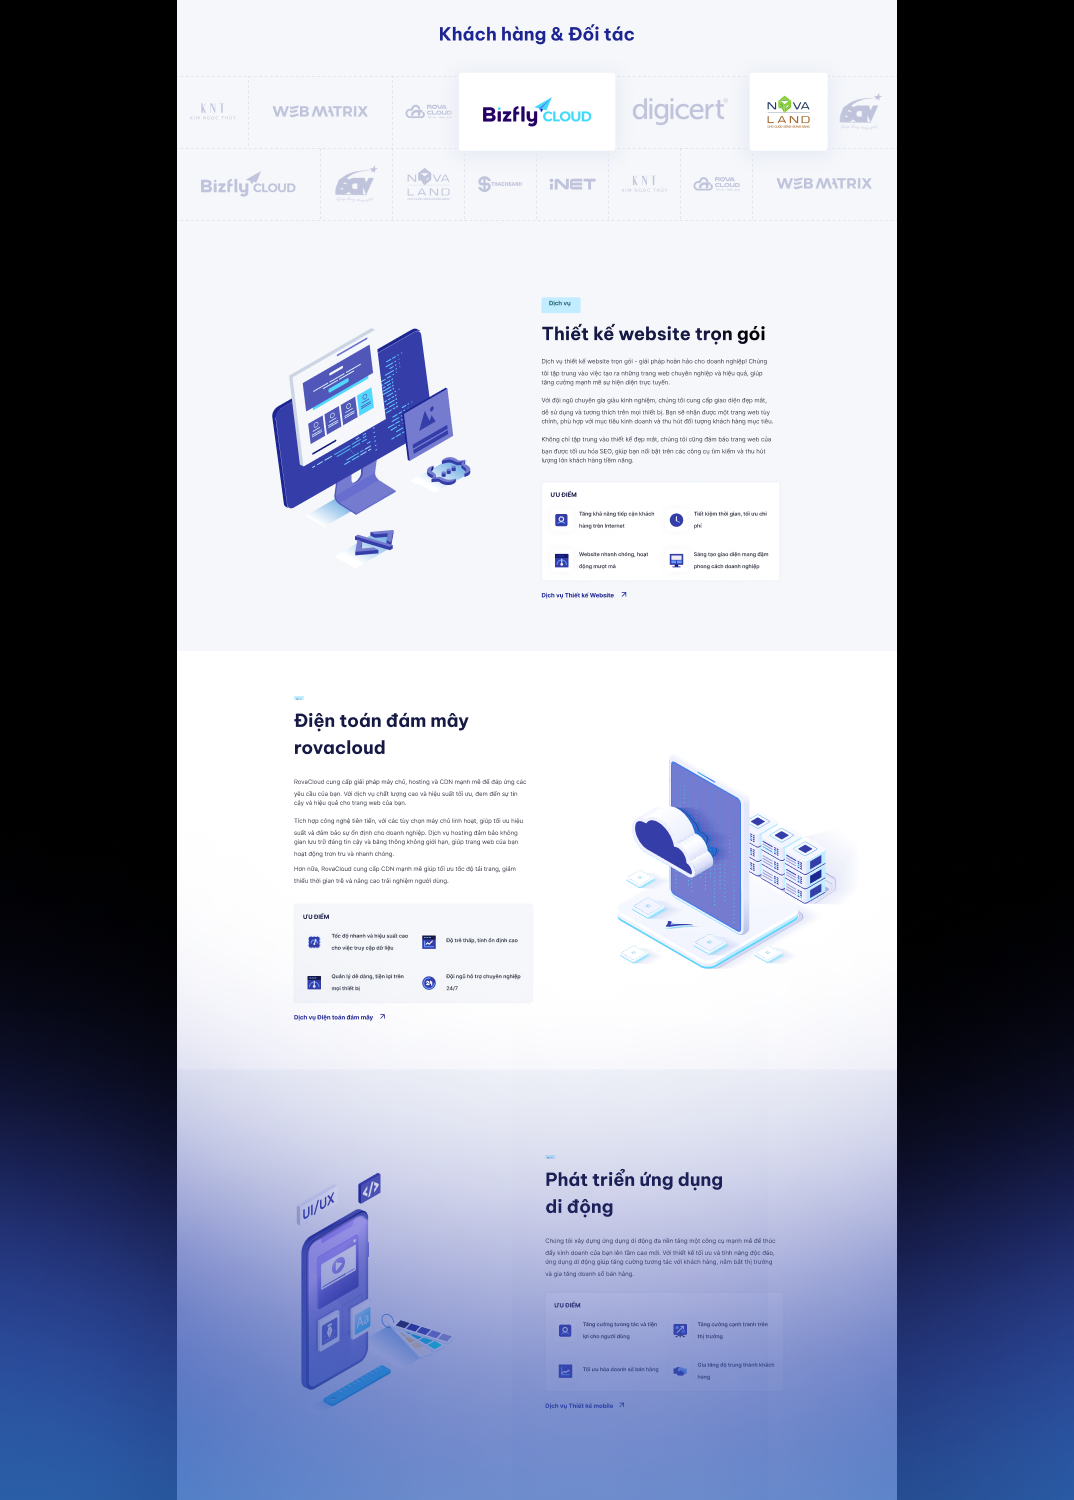 Khách hàng & Đối tác
KNT
KIM NGOC THUY
WEB MATRIX
ROVA
CLOUD
Bizfly CLOUD
digicert
NOVA
LAND
Bizfly CLOUD
NOVA
LAND
iNET
KNT
KIM NGOC THUY
ROVA
CLOUD
WEB MATRIX
Dịch vụ
Thiết kế website trọn gói
Dịch vụ thiết kế website trọn gói - giải pháp hoàn hảo cho doanh nghiệp! Chúng
tôi tập trung vào việc tạo ra những trang web chuyên nghiệp và hiệu quả, giúp
tăng cường mạnh mẽ sự hiện diện trực tuyến.
Với đội ngũ chuyên gia giàu kinh nghiệm, chúng tôi cung cấp giao diện đẹp mắt,
dễ sử dụng và tương thích trên mọi thiết bị. Bạn sẽ nhận được một trang web tùy
chỉnh, phù hợp với mục tiêu kinh doanh và thu hút đối tượng khách hàng mục tiêu.
Không chỉ tập trung vào thiết kế đẹp mắt, chúng tôi cũng đảm bảo trang web của
bạn được tối ưu hóa SEO, giúp bạn nổi bật trên các công cụ tìm kiếm và thu hút
lượng lớn khách hàng tiềm năng.
ƯU ĐIỂM
Tăng khả năng tiếp cận khách
hàng trên Internet
Tiết kiệm thời gian, tối ưu chi
phí
Website nhanh chóng, hoạt
động mượt mà
Sáng tạo giao diện mang đậm
phong cách doanh nghiệp
Dịch vụ Thiết kế Website
Điện toán đám mây
rovacloud
RovaCloud cung cấp giải pháp máy chủ, hosting và CDN mạnh mẽ để đáp ứng các
yêu cầu của bạn. Với dịch vụ chất lượng cao và hiệu suất tối ưu, đem đến sự tin
cậy và hiệu quả cho trang web của bạn.
Tích hợp công nghệ tiên tiến, với các tùy chọn máy chủ linh hoạt, giúp tối ưu hiệu
suất và đảm bảo sự ổn định cho doanh nghiệp. Dịch vụ hosting đảm bảo không
gian lưu trữ đáng tin cậy và băng thông không giới hạn, giúp trang web của bạn
hoạt động trơn tru và nhanh chóng.
Hơn nữa, RovaCloud cung cấp CDN mạnh mẽ giúp tối ưu tốc độ tải trang, giảm
thiểu thời gian trễ và nâng cao trải nghiệm người dùng.
ƯU ĐIỂM
Tốc độ nhanh và hiệu suất cao
cho việc truy cập dữ liệu
Độ trễ thấp, tính ổn định cao
Quản lý dễ dàng, tiện lợi trên
mọi thiết bị
Đội ngũ hỗ trợ chuyên nghiệp
24/7
Dịch vụ Điện toán đám mây
UI/UX
</>
Aa
Phát triển ứng dụng
di động
Chúng tôi xây dựng ứng dụng di động đa nền tảng một công cụ mạnh mẽ để thúc
đẩy kinh doanh của bạn lên tầm cao mới. Với thiết kế tối ưu và tính năng độc đáo,
ứng dụng di động giúp tăng cường tương tác với khách hàng, nắm bắt thị trường
và gia tăng doanh số bán hàng.
ƯU ĐIỂM
Tăng cường tương tác và tiện
lợi cho người dùng
Tăng cường cạnh tranh trên
thị trường
Tối ưu hóa doanh số bán hàng
Gia tăng độ trung thành khách
hàng
Dịch vụ Thiết kế mobile